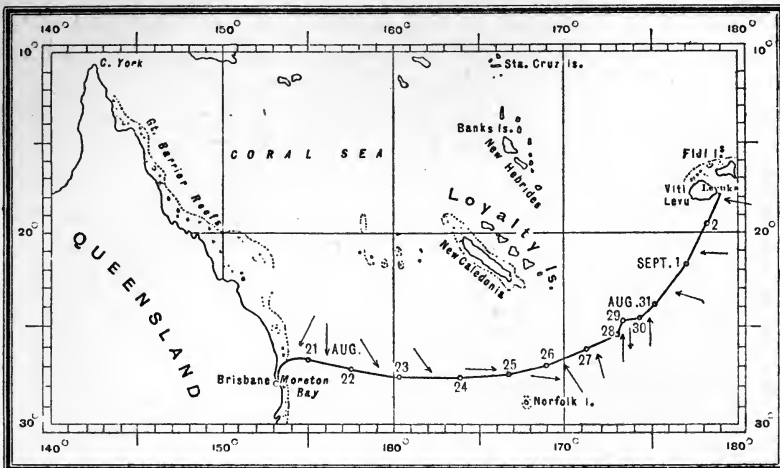 140° 150° 160° 170° 180°
10° 10°
C. York
Sta. Cruz Is.
Gt. Barrier Reefs
Banks Is.
New Hebrides
CORAL SEA
FIJI Is
Viti Levuka
Levu
Loyalty Is.
20° 20°
QUEENSLAND
New Caledonia
2
SEPT. 1
AUG. 31
29
30
28
21 AUG.
22
23
24
25
26
27
Brisbane Moreton
Bay
Norfolk I.
30° 30°
140° 150° 160° 170° 180°